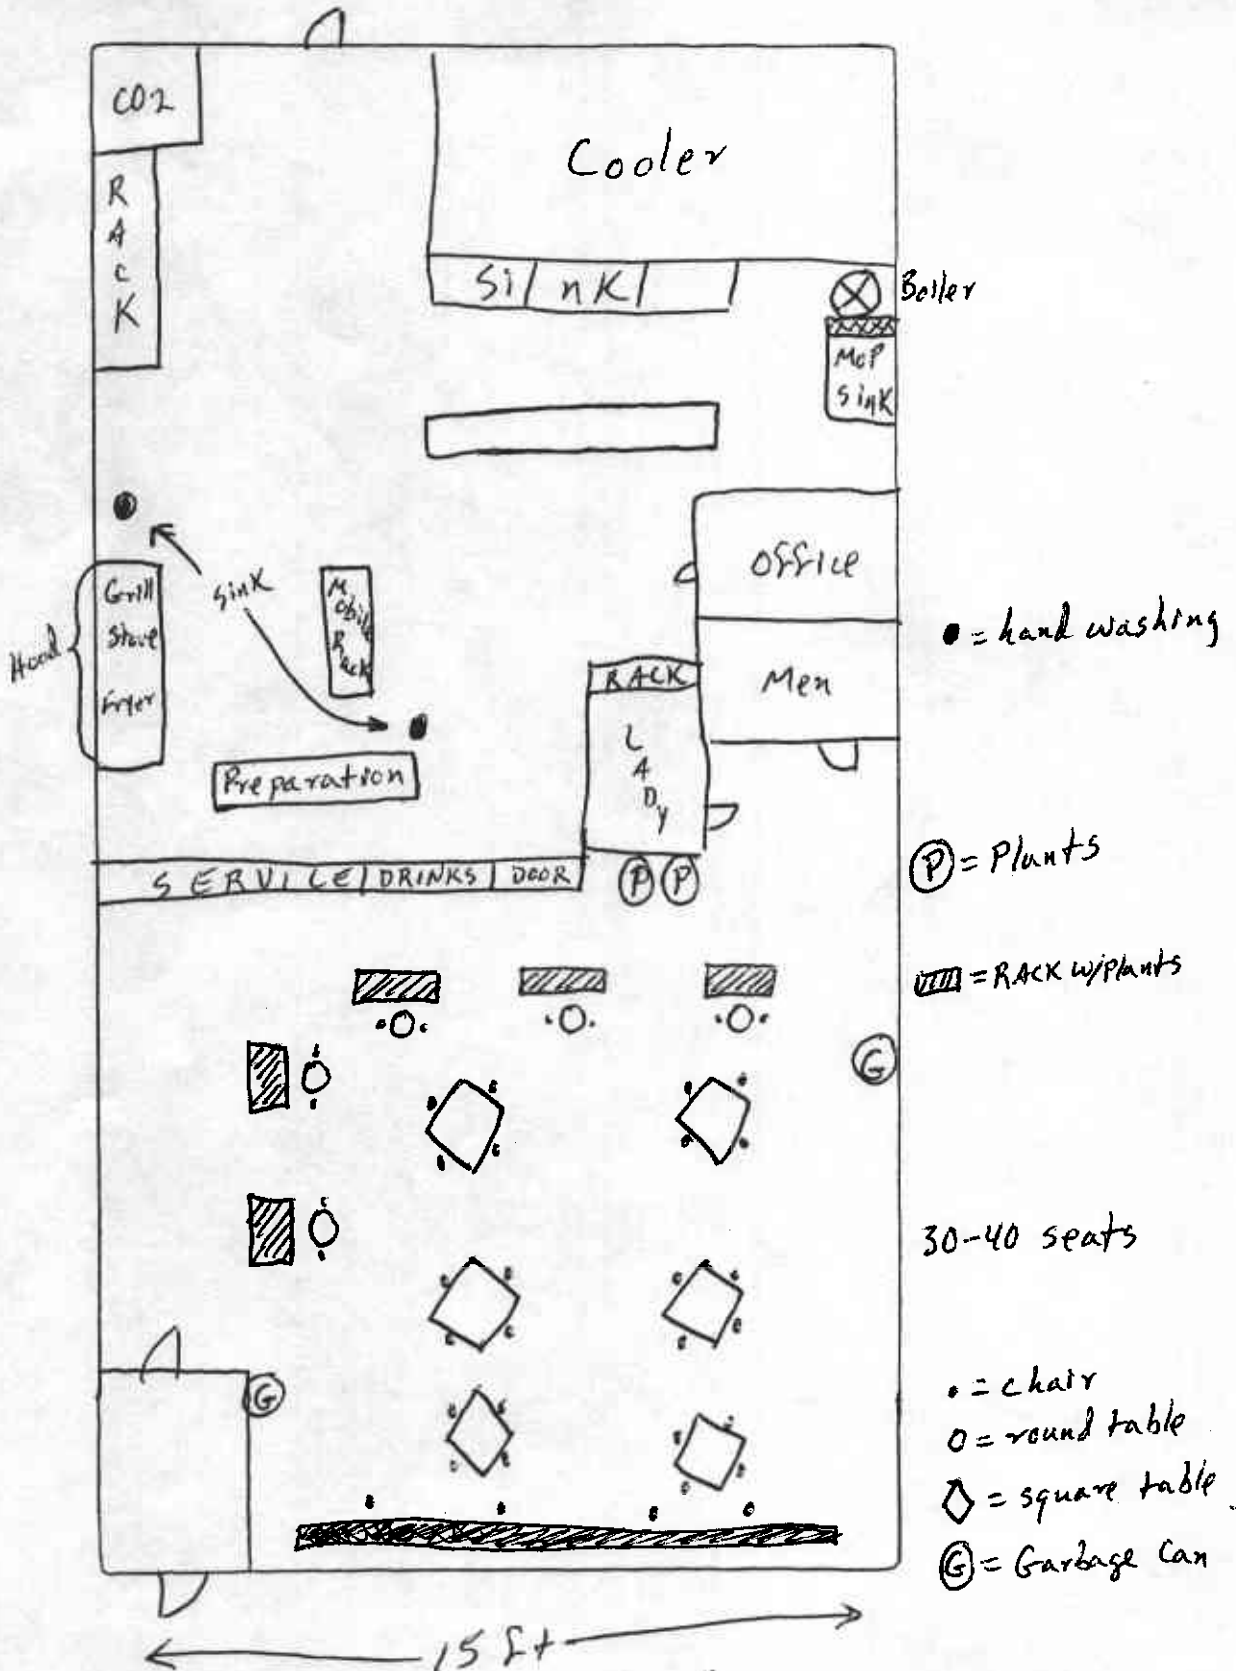 CO2
Cooler
RACK
Si nK
Boiler
MOP
SinK
OffICe
Grill
Stove
Fryer
Hood
SinK
Mobile Rack
• = hand washing
Men
RACK
LADy
Preparation
SERVICE DRINKS DOOR
P P
P = Plants
= RACK w/plants
G
30-40 seats
G
• = chair
O = round table
◇ = square table
G = Garbage Can
15 ft